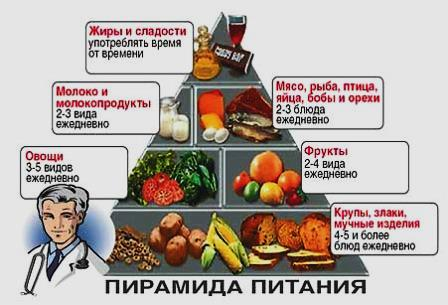 Жиры и сладости
употреблять время
от времени
Молоко и
молокопродукты
2-3 вида
ежедневно
Мясо, рыба, птица,
яйца, бобы и орехи
2-3 блюда
ежедневно
Овощи
3-5 видов
ежедневно
Фрукты
2-4 вида
ежедневно
Крупы, злаки,
мучные изделия
4-5 и более
блюд ежедневно
ПИРАМИДА ПИТАНИЯ